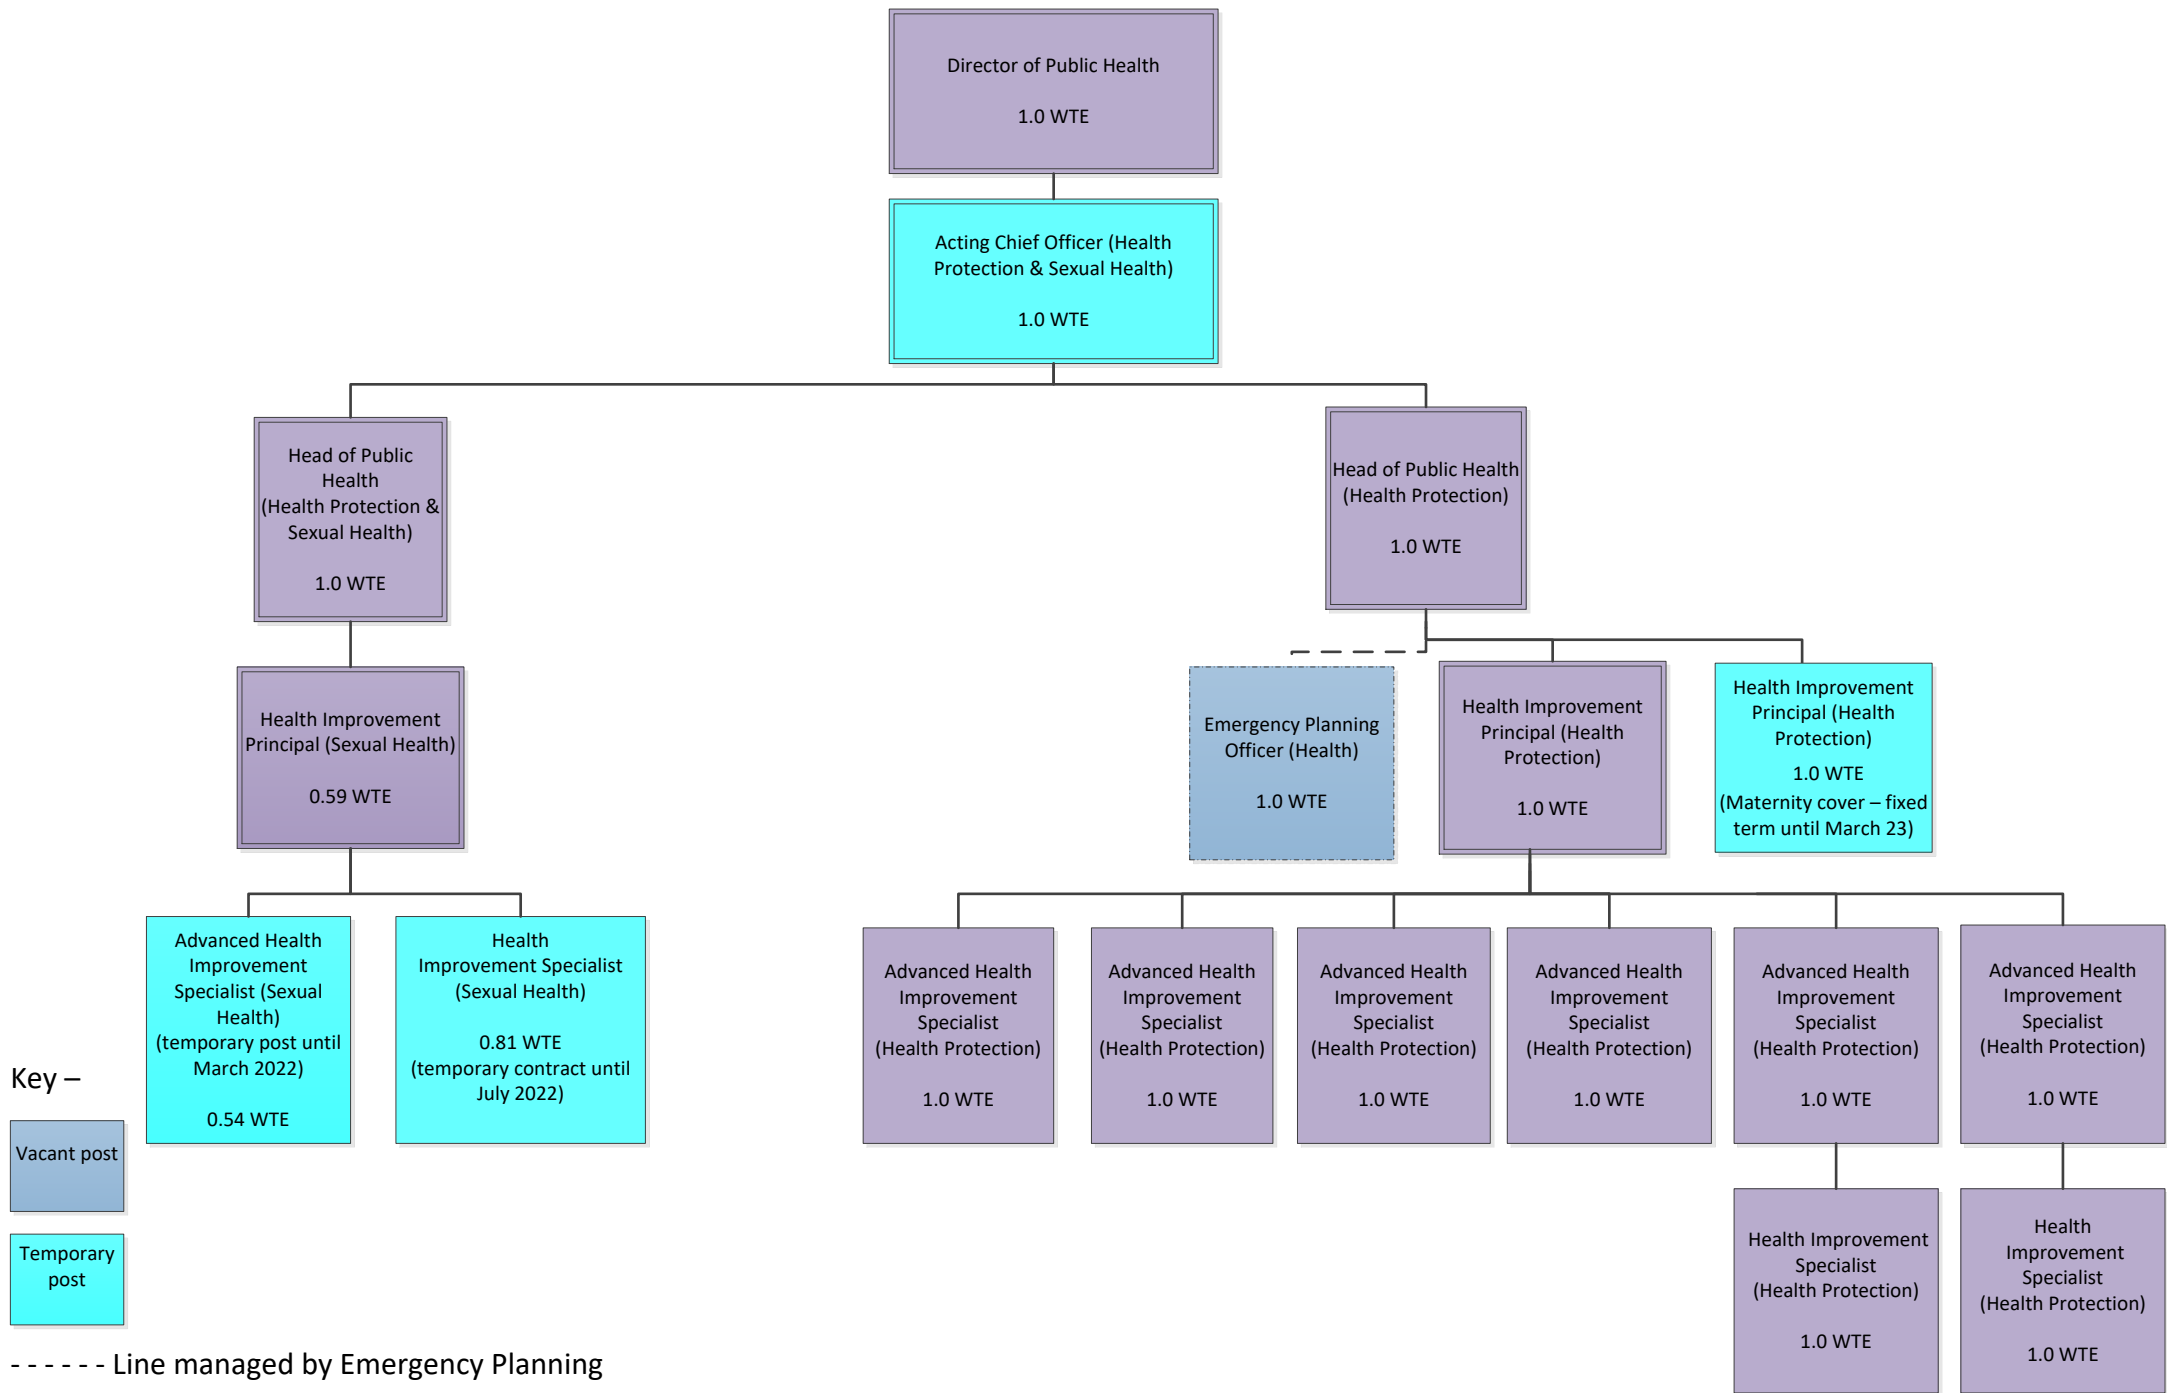 Director of Public Health
1.0 WTE
Acting Chief Officer (Health
Protection & Sexual Health)
1.0 WTE
Head of Public
Health
(Health Protection &
Sexual Health)
1.0 WTE
Head of Public Health
(Health Protection)
1.0 WTE
Health Improvement
Principal (Sexual Health)
0.59 WTE
Emergency Planning
Officer (Health)
1.0 WTE
Health Improvement
Principal (Health
Protection)
1.0 WTE
Health Improvement
Principal (Health
Protection)
1.0 WTE
(Maternity cover – fixed
term until March 23)
Advanced Health
Improvement
Specialist (Sexual
Health)
(temporary post until
March 2022)
0.54 WTE
Health
Improvement Specialist
(Sexual Health)
0.81 WTE
(temporary contract until
July 2022)
Advanced Health
Improvement
Specialist
(Health Protection)
1.0 WTE
Advanced Health
Improvement
Specialist
(Health Protection)
1.0 WTE
Advanced Health
Improvement
Specialist
(Health Protection)
1.0 WTE
Advanced Health
Improvement
Specialist
(Health Protection)
1.0 WTE
Advanced Health
Improvement
Specialist
(Health Protection)
1.0 WTE
Advanced Health
Improvement
Specialist
(Health Protection)
1.0 WTE
Health Improvement
Specialist
(Health Protection)
1.0 WTE
Health
Improvement
Specialist
(Health Protection)
1.0 WTE
Key –
Vacant post
Temporary
post
- - - - - - Line managed by Emergency Planning